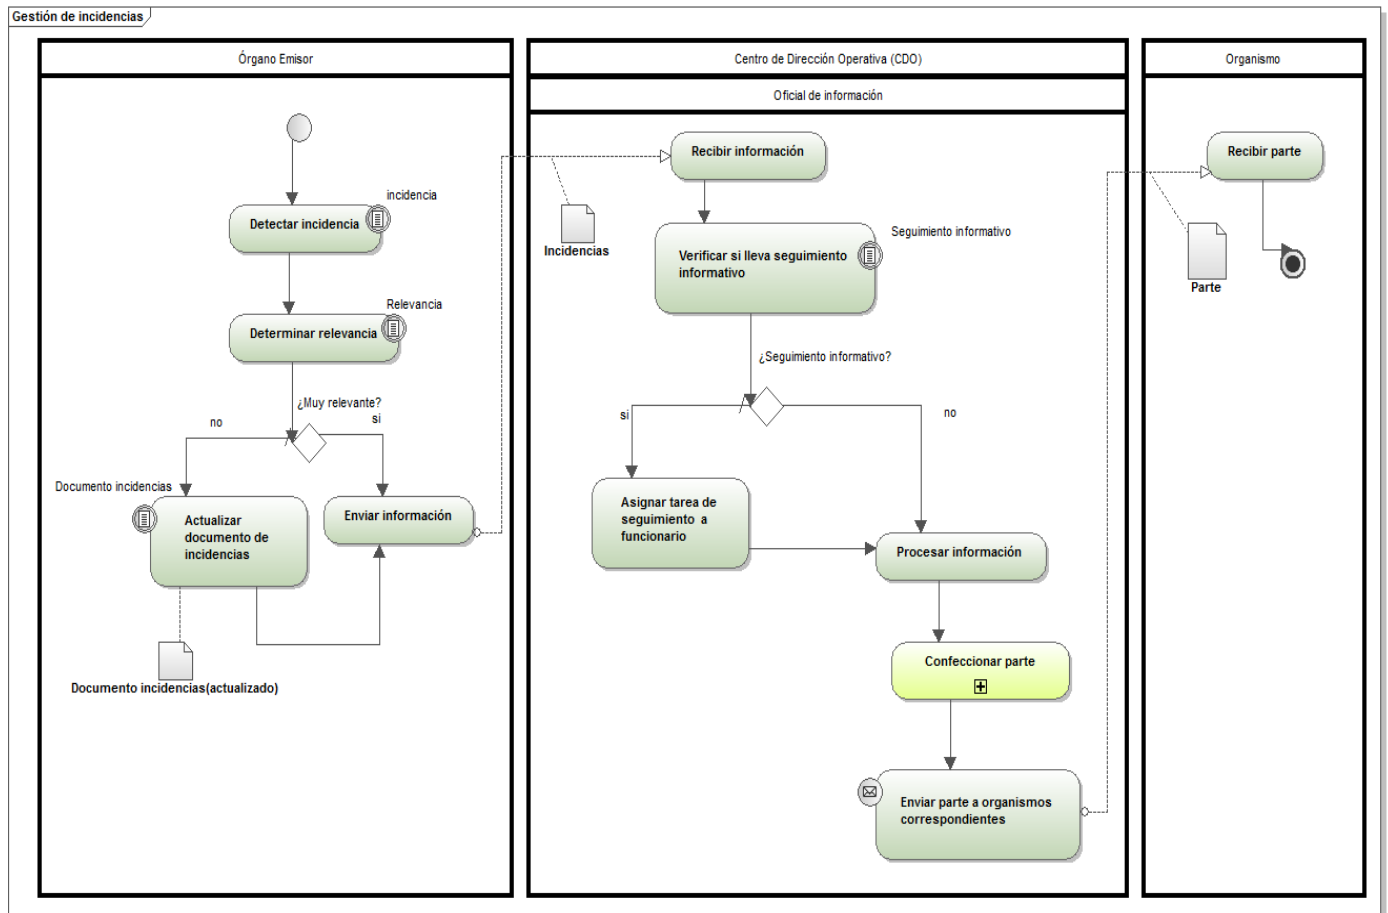 Gestión de incidencias
Órgano Emisor
incidencia
Detectar incidencia
Relevancia
Determinar relevancia
¿Muy relevante?
no
si
Documento incidencias
Actualizar
documento de
incidencias
Enviar información
Documento incidencias(actualizado)
Centro de Dirección Operativa (CDO)
Oficial de información
Recibir información
Incidencias
Seguimiento informativo
Verificar si lleva seguimiento
informativo
¿Seguimiento informativo?
si
no
Asignar tarea de
seguimiento a
funcionario
Procesar información
Confeccionar parte
Enviar parte a organismos
correspondientes
Organismo
Recibir parte
Parte